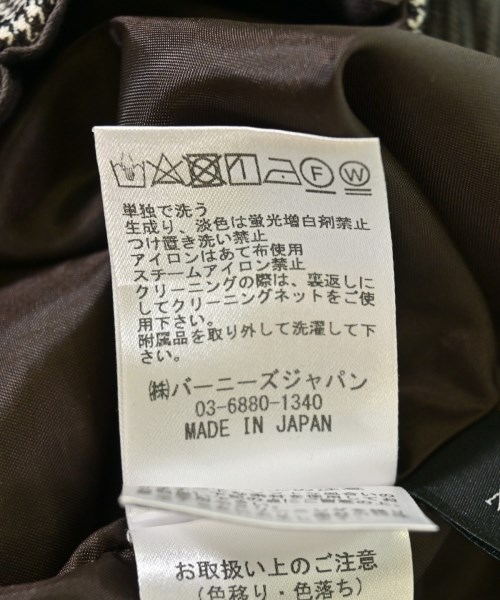 F W
単独で洗う
生成り、淡色は蛍光増白剤禁止
つけ置き洗い禁止
アイロンはあて布使用
スチームアイロン禁止
クリーニングの際は、裏返しに
してクリーニングネットをご使
用下さい。
附属品を取り外して洗濯して下
さい。
㈱バーニーズジャパン
03-6880-1340
MADE IN JAPAN
お取扱い上のご注意
(色移り・色落ち)